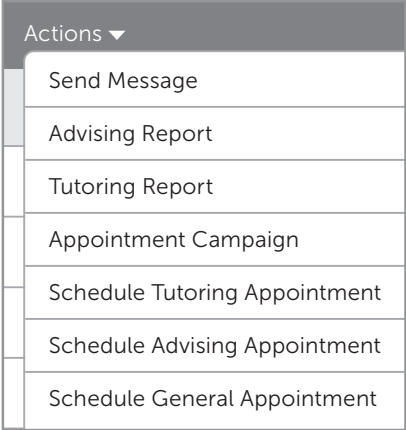 Actions
Send Message
Advising Report
Tutoring Report
Appointment Campaign
Schedule Tutoring Appointment
Schedule Advising Appointment
Schedule General Appointment